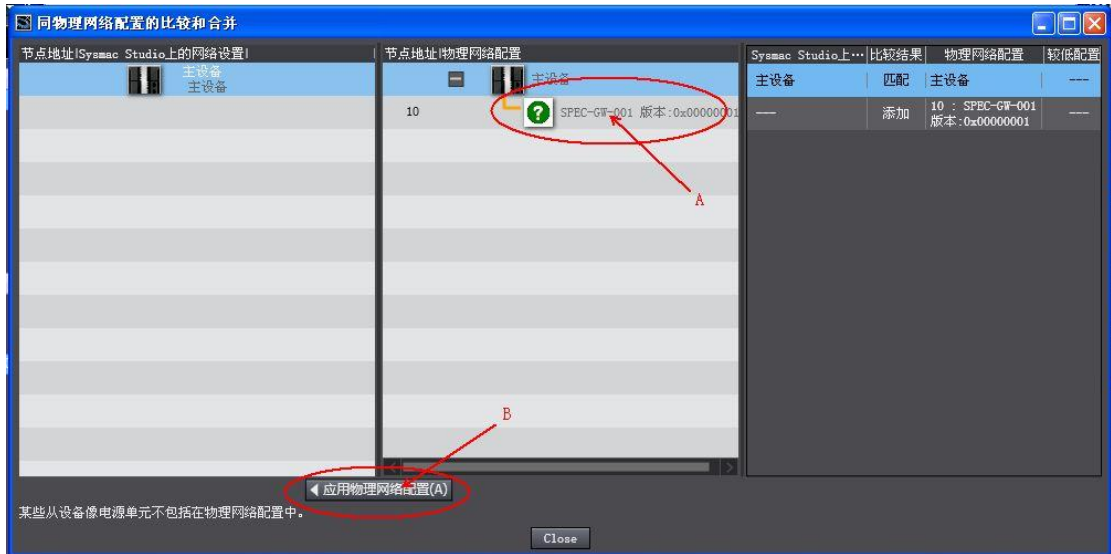 同物理网络配置的比较和合并
节点地址|Sysmac Studio上的网络设置|
主设备
主设备
节点地址|物理网络配置
主设备
10 SPEC-GW-001 版本:0x00000001
A
B
Sysmac Studio上… 比较结果 物理网络配置 较低配置
主设备 匹配 主设备 ---
--- 添加 10 : SPEC-GW-001 ---
版本:0x00000001
应用物理网络配置(A)
某些从设备像电源单元不包括在物理网络配置中。
Close